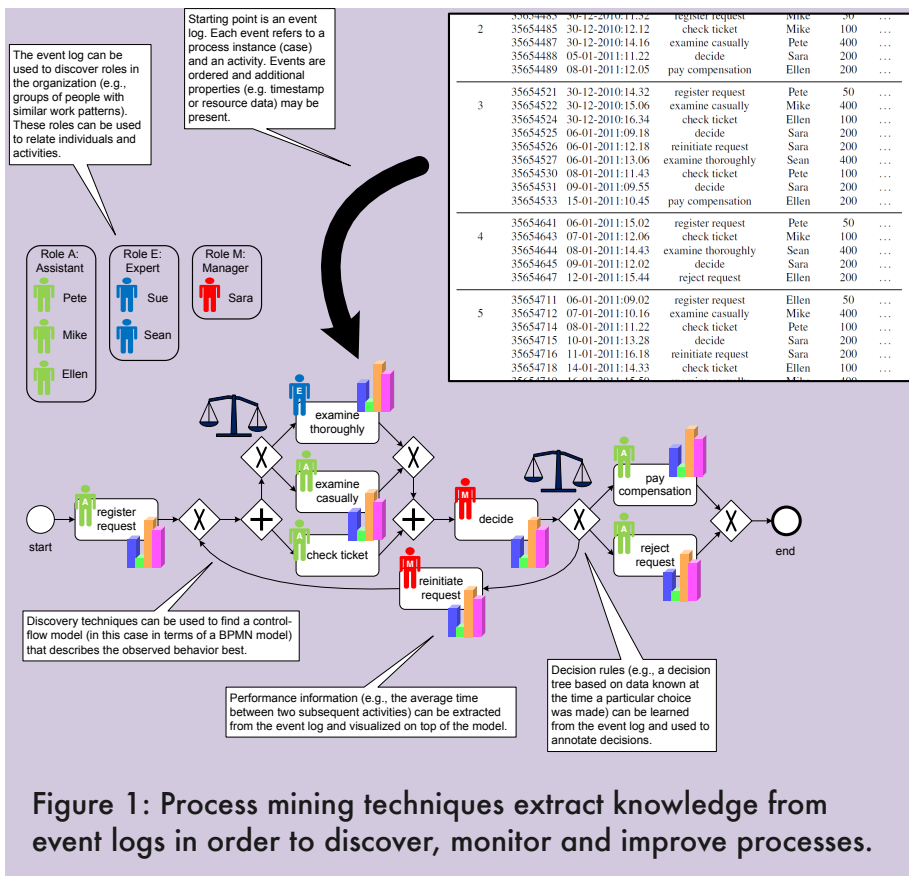 The event log can be
used to discover roles in
the organization (e.g.,
groups of people with
similar work patterns).
These roles can be used
to relate individuals and
activities.
Starting point is an event
log. Each event refers to a
process instance (case)
and an activity. Events are
ordered and additional
properties (e.g. timestamp
or resource data) may be
present.
35654483 30-12-2010:11.32 register request Mike 50 ...
2 35654485 30-12-2010:12.12 check ticket Mike 100 ...
35654487 30-12-2010:14.16 examine casually Pete 400 ...
35654488 05-01-2011:11.22 decide Sara 200 ...
35654489 08-01-2011:12.05 pay compensation Ellen 200 ...
35654521 30-12-2010:14.32 register request Pete 50 ...
3 35654522 30-12-2010:15.06 examine casually Mike 400 ...
35654524 30-12-2010:16.34 check ticket Ellen 100 ...
35654525 06-01-2011:09.18 decide Sara 200 ...
35654526 06-01-2011:12.18 reinitiate request Sara 200 ...
35654527 06-01-2011:13.06 examine thoroughly Sean 400 ...
35654530 08-01-2011:11.43 check ticket Pete 100 ...
35654531 09-01-2011:09.55 decide Sara 200 ...
35654533 15-01-2011:10.45 pay compensation Ellen 200 ...
35654641 06-01-2011:15.02 register request Pete 50 ...
4 35654643 07-01-2011:12.06 check ticket Mike 100 ...
35654644 08-01-2011:14.43 examine thoroughly Sean 400 ...
35654645 09-01-2011:12.02 decide Sara 200 ...
35654647 12-01-2011:15.44 reject request Ellen 200 ...
35654711 06-01-2011:09.02 register request Ellen 50 ...
5 35654712 07-01-2011:10.16 examine casually Mike 400 ...
35654714 08-01-2011:11.22 check ticket Pete 100 ...
35654715 10-01-2011:13.28 decide Sara 200 ...
35654716 11-01-2011:16.18 reinitiate request Sara 200 ...
35654718 14-01-2011:14.33 check ticket Ellen 100 ...
Role A:
Assistant
Pete
Mike
Ellen
Role E:
Expert
Sue
Sean
Role M:
Manager
Sara
start
A
register
request
E
examine
thoroughly
A
examine
casually
A
check ticket
M
decide
M
reinitiate
request
A
pay
compensation
A
reject
request
end
Discovery techniques can be used to find a control-
flow model (in this case in terms of a BPMN model)
that describes the observed behavior best.
Performance information (e.g., the average time
between two subsequent activities) can be extracted
from the event log and visualized on top of the model.
Decision rules (e.g., a decision
tree based on data known at
the time a particular choice
was made) can be learned
from the event log and used to
annotate decisions.
Figure 1: Process mining techniques extract knowledge from
event logs in order to discover, monitor and improve processes.